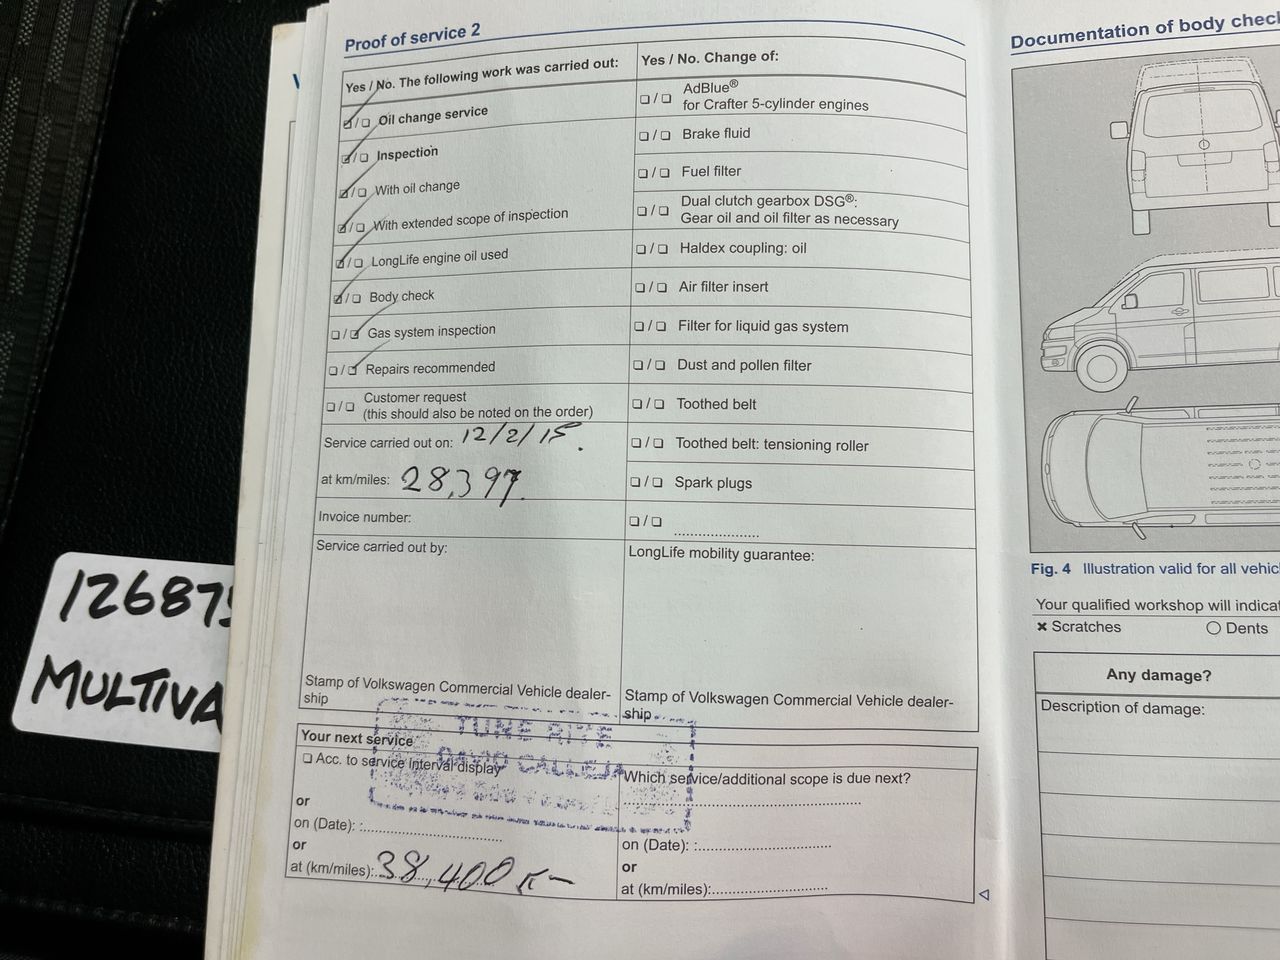 Proof of service 2
Yes / No. The following work was carried out:
Oil change service
Inspection
With oil change
With extended scope of inspection
LongLife engine oil used
Body check
Gas system inspection
Repairs recommended
Customer request
(this should also be noted on the order)
Service carried out on: 12/2/15.
at km/miles: 28,397.
Invoice number:
Service carried out by:
Stamp of Volkswagen Commercial Vehicle dealer-
ship
Yes / No. Change of:
AdBlue®
for Crafter 5-cylinder engines
Brake fluid
Fuel filter
Dual clutch gearbox DSG®:
Gear oil and oil filter as necessary
Haldex coupling: oil
Air filter insert
Filter for liquid gas system
Dust and pollen filter
Toothed belt
Toothed belt: tensioning roller
Spark plugs
LongLife mobility guarantee:
Stamp of Volkswagen Commercial Vehicle dealer-
ship
TUNE RITE
Your next service
Acc. to service interval display
or
on (Date):
or
at (km/miles): 38,400
Which service/additional scope is due next?
on (Date):
or
at (km/miles):
Documentation of body chec
Fig. 4 Illustration valid for all vehic
Your qualified workshop will indicat
Scratches
Dents
Any damage?
Description of damage:
12687
MULTIVA